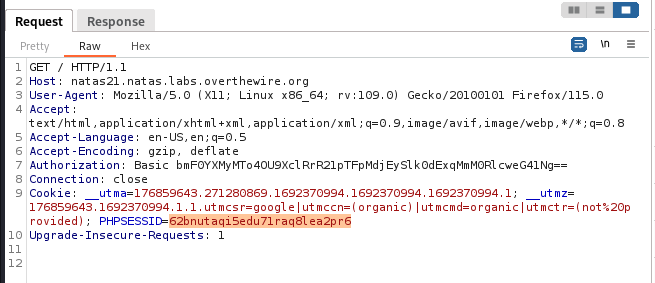 Request Response
Pretty Raw Hex \n
1 GET / HTTP/1.1
2 Host: natas21.natas.labs.overthewire.org
3 User-Agent: Mozilla/5.0 (X11; Linux x86_64; rv:109.0) Gecko/20100101 Firefox/115.0
4 Accept:
text/html,application/xhtml+xml,application/xml;q=0.9,image/avif,image/webp,*/*;q=0.8
5 Accept-Language: en-US,en;q=0.5
6 Accept-Encoding: gzip, deflate
7 Authorization: Basic bmF0YXMyMTo4OU9XclRrR21pTFpMdjEySlk0dExqMmM0RlcweG41Ng==
8 Connection: close
9 Cookie: __utma=176859643.271280869.1692370994.1692370994.1692370994.1; __utmz=
176859643.1692370994.1.1.utmcsr=google|utmccn=(organic)|utmcmd=organic|utmctr=(not%20p
rovided); PHPSESSID=62bnutaqi5edu71raq8lea2pr6
10 Upgrade-Insecure-Requests: 1
11
12